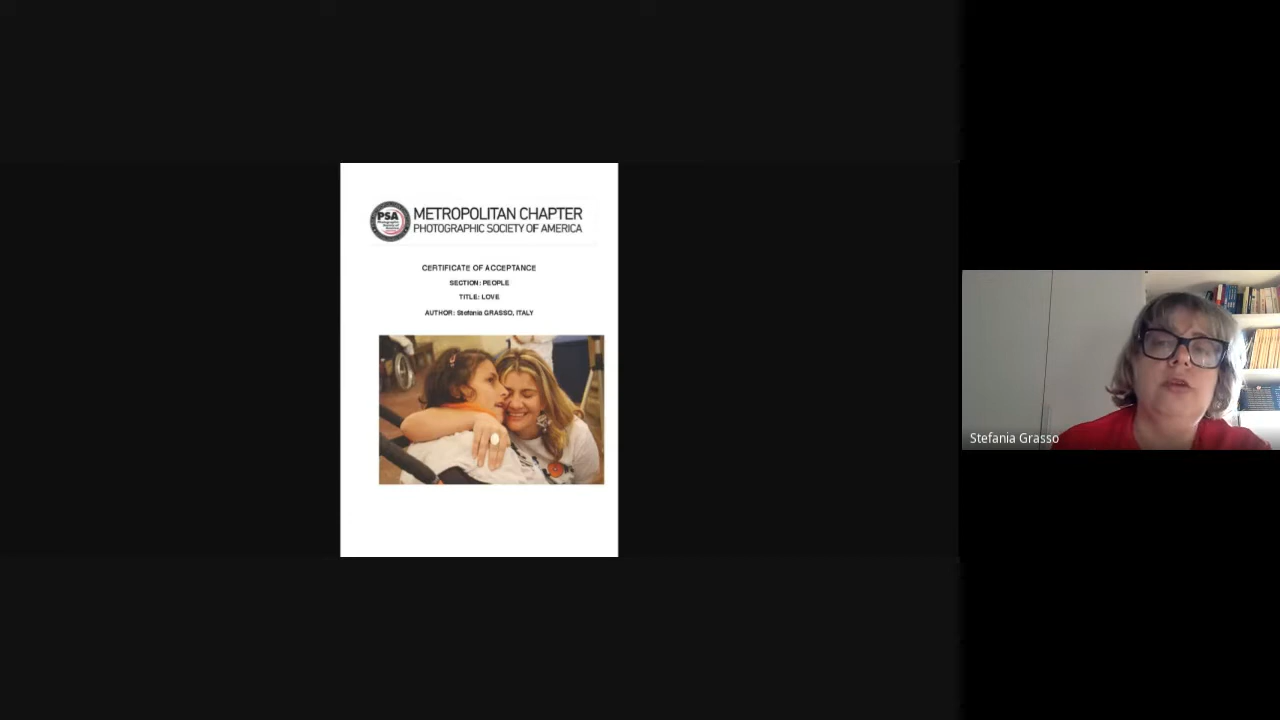 PSA
METROPOLITAN CHAPTER
PHOTOGRAPHIC SOCIETY OF AMERICA
CERTIFICATE OF ACCEPTANCE
SECTION: PEOPLE
TITLE: LOVE
AUTHOR: Stefania GRASSO, ITALY
Stefania Grasso